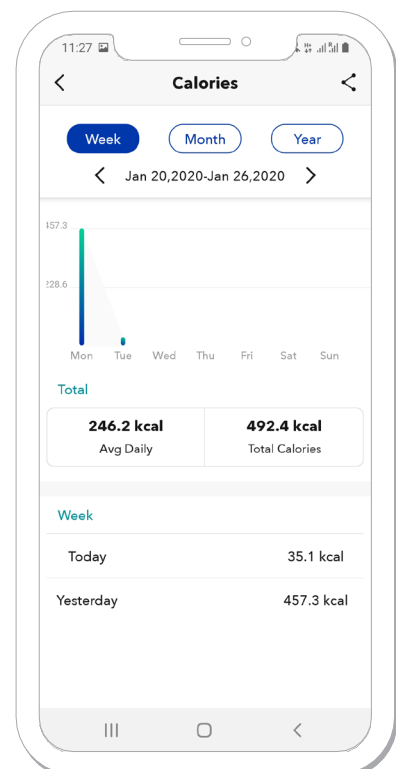 11:27
Calories
Week Month Year
Jan 20,2020-Jan 26,2020
457.3
228.6
Mon Tue Wed Thu Fri Sat Sun
Total
246.2 kcal 492.4 kcal
Avg Daily Total Calories
Week
Today 35.1 kcal
Yesterday 457.3 kcal